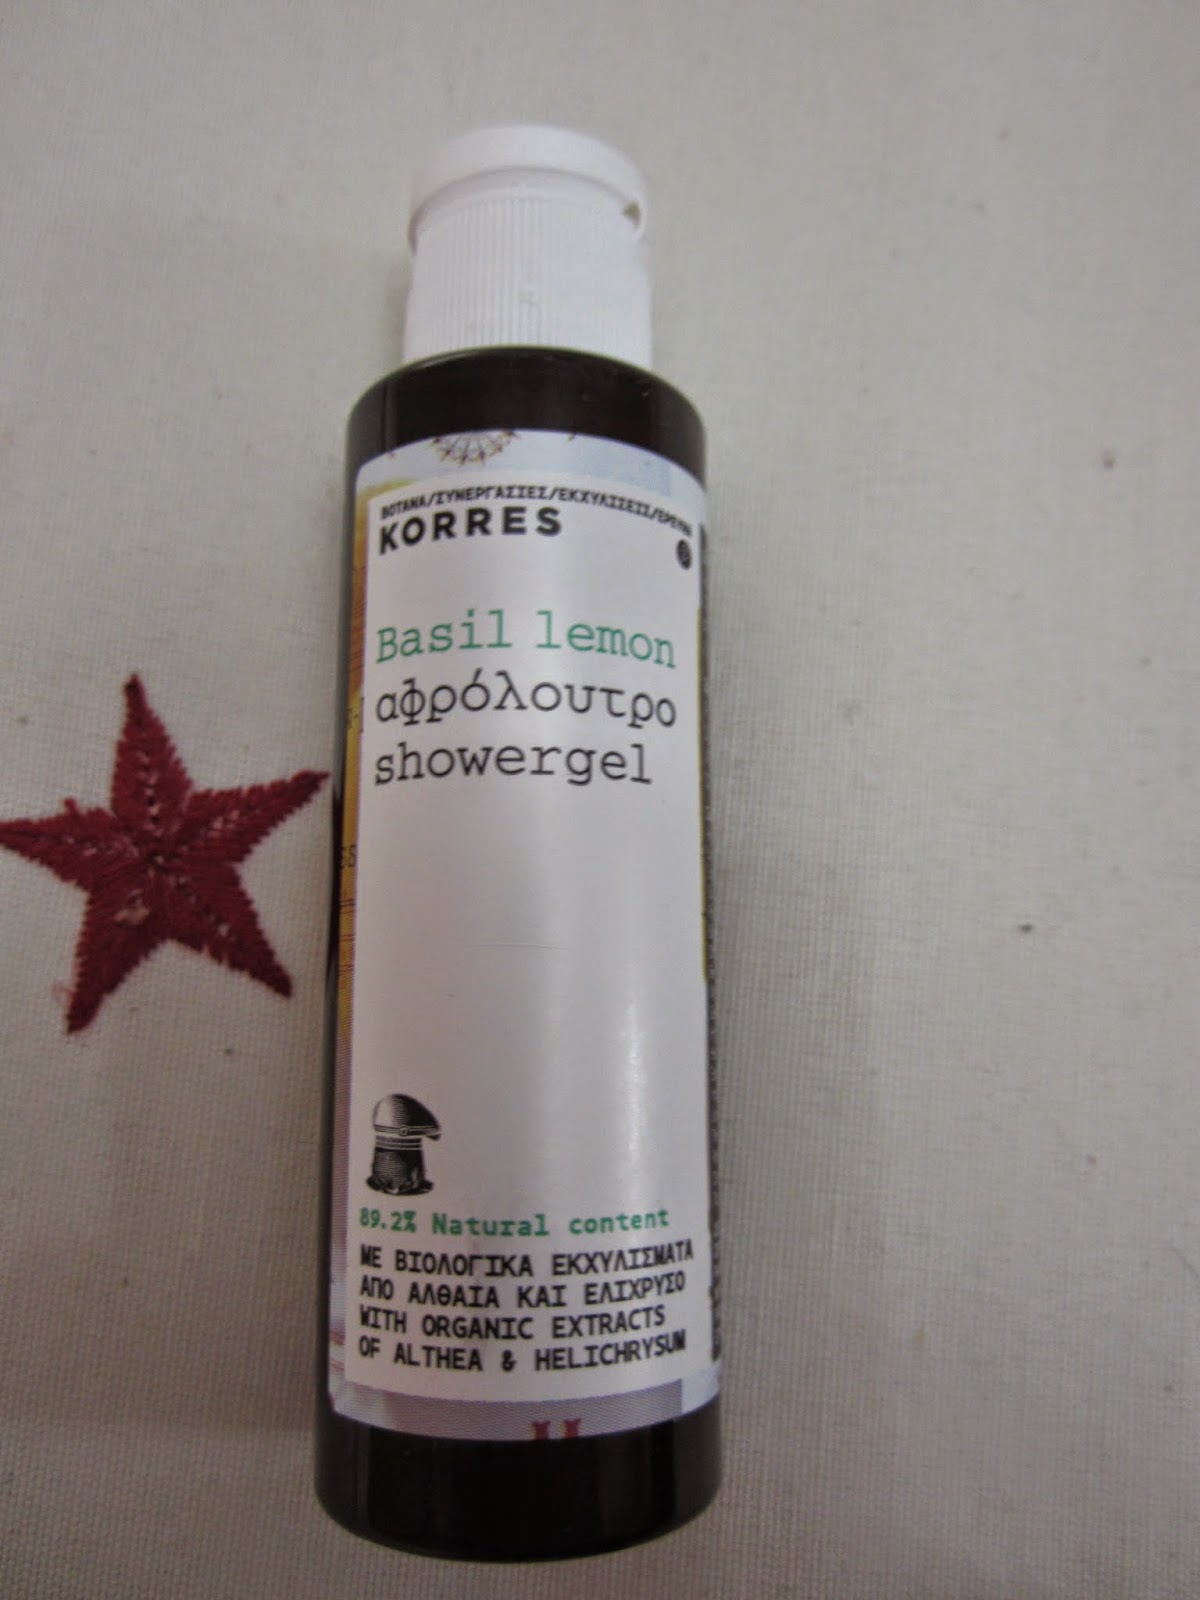 ΒΟΤΑΝΑ/ΣΥΝΕΡΓΑΣΙΕΣ/ΕΚΧΥΛΙΣΕΙΣ/ΕΡΕΥΝΑ
KORRES
Basil lemon
αφρόλουτρο
showergel
89.2% Natural content
ΜΕ ΒΙΟΛΟΓΙΚΑ ΕΚΧΥΛΙΣΜΑΤΑ
ΑΠΟ ΑΛΘΑΙΑ ΚΑΙ ΕΛΙΧΡΥΣΟ
WITH ORGANIC EXTRACTS
OF ALTHEA & HELICHRYSUM